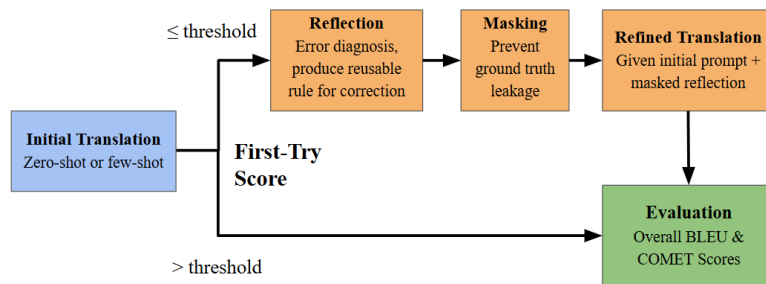 ≤ threshold
Reflection
Error diagnosis,
produce reusable
rule for correction
Masking
Prevent
ground truth
leakage
Refined Translation
Given initial prompt +
masked reflection
Initial Translation
Zero-shot or few-shot
First-Try
Score
Evaluation
Overall BLEU &
COMET Scores
> threshold